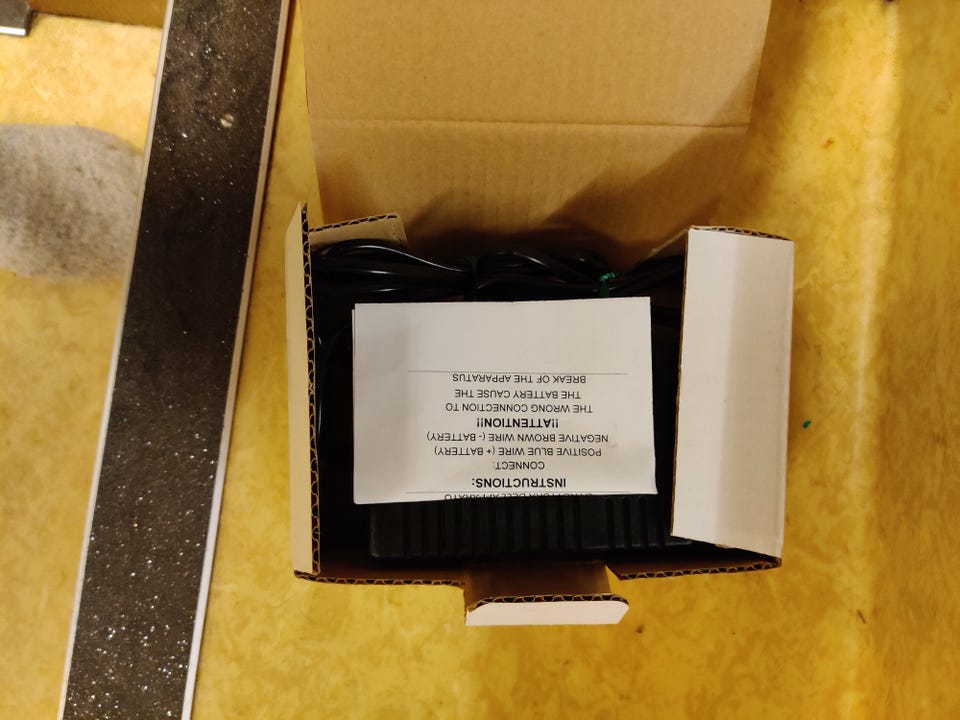 INSTRUCTIONS:
CONNECT:
POSITIVE BLUE WIRE (+ BATTERY)
NEGATIVE BROWN WIRE (- BATTERY)
!!ATTENTION!!
THE WRONG CONNECTION TO
THE BATTERY CAUSE THE
BREAK OF THE APPARATUS.